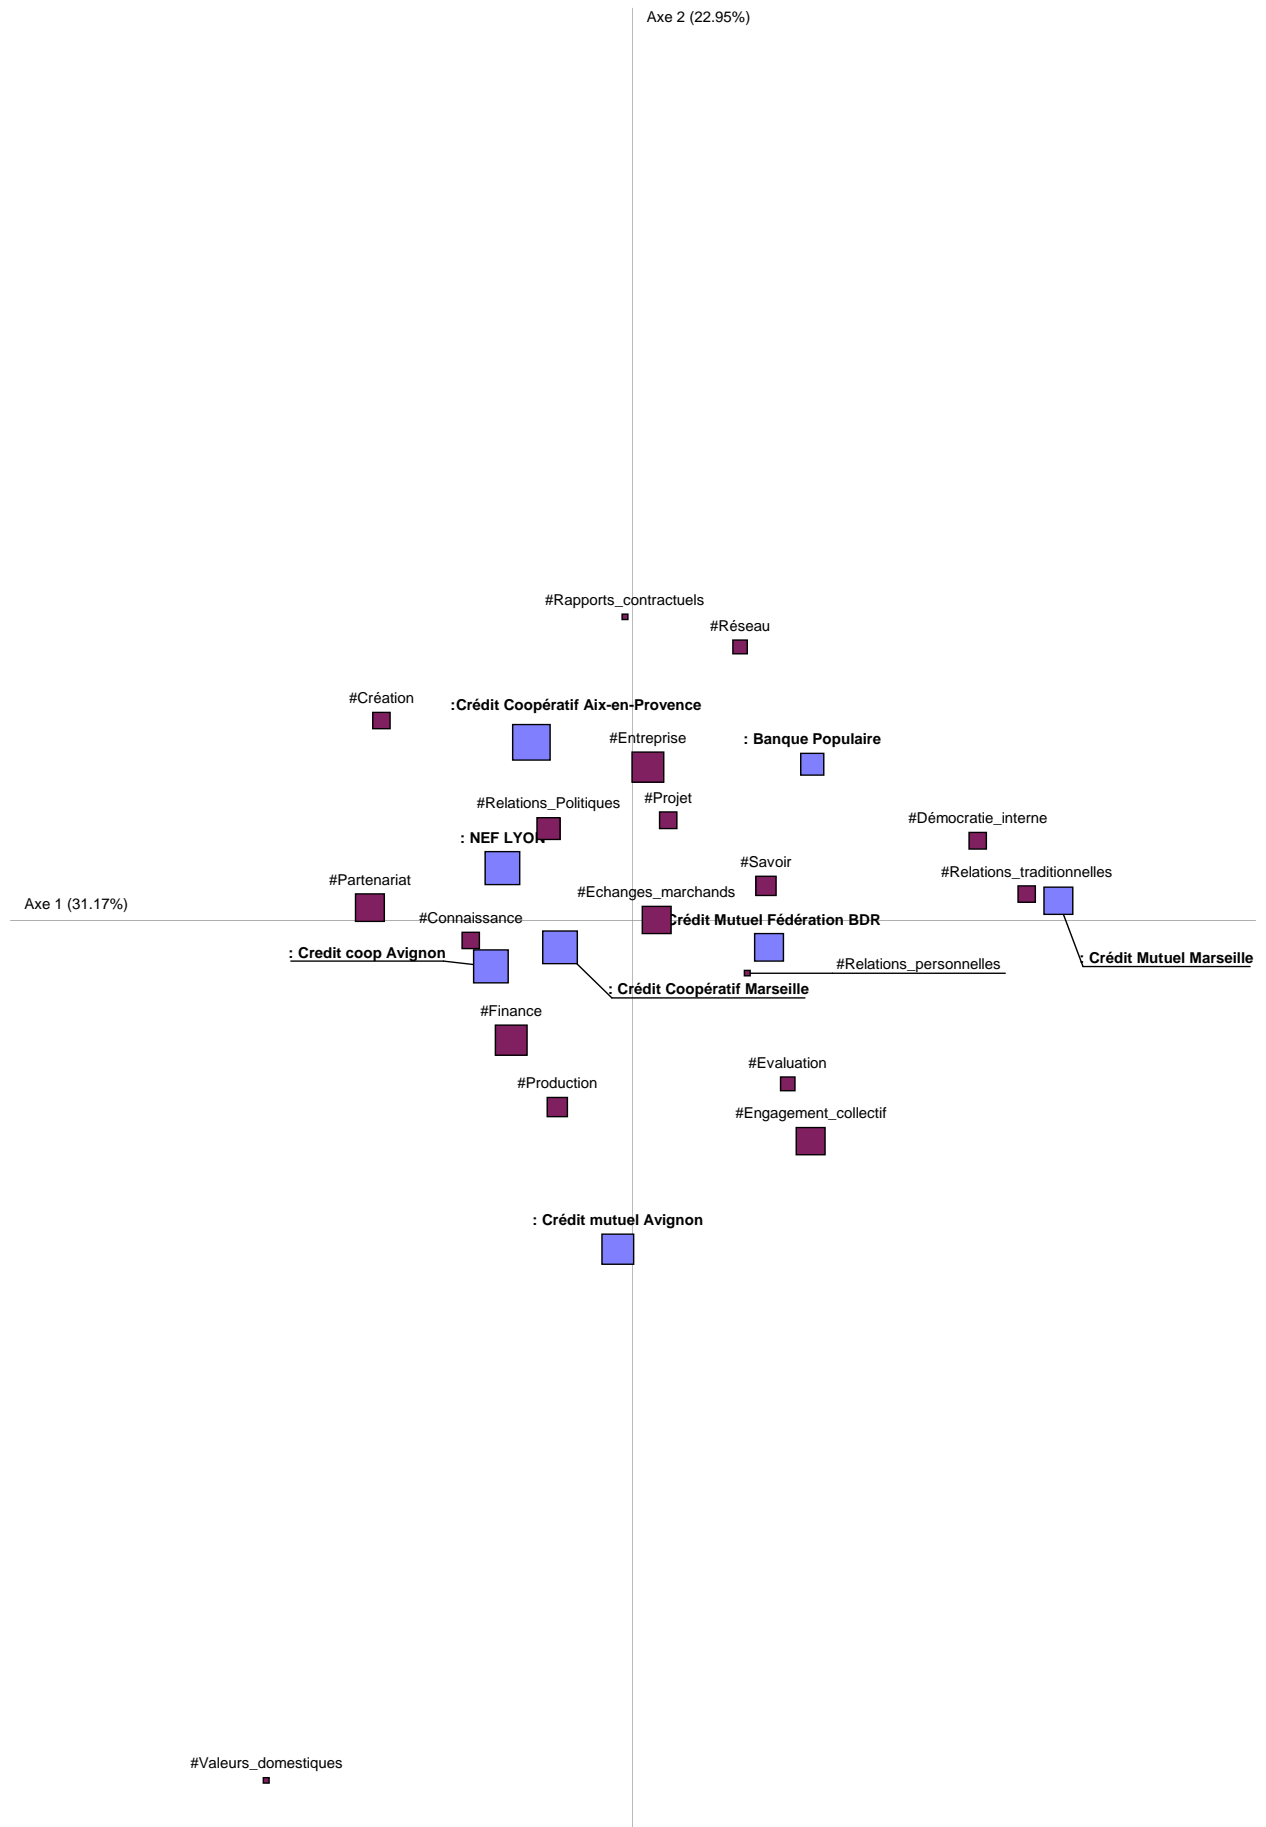 Axe 2 (22.95%)
#Rapports_contractuels
#Réseau
#Création
:Crédit Coopératif Aix-en-Provence
#Entreprise
: Banque Populaire
#Relations_Politiques
#Projet
#Démocratie_interne
: NEF LYON
#Savoir
#Relations_traditionnelles
#Partenariat
#Echanges_marchands
Axe 1 (31.17%)
#Connaissance
Crédit Mutuel Fédération BDR
: Credit coop Avignon
: Crédit Mutuel Marseille
#Relations_personnelles
: Crédit Coopératif Marseille
#Finance
#Evaluation
#Production
#Engagement_collectif
: Crédit mutuel Avignon
#Valeurs_domestiques